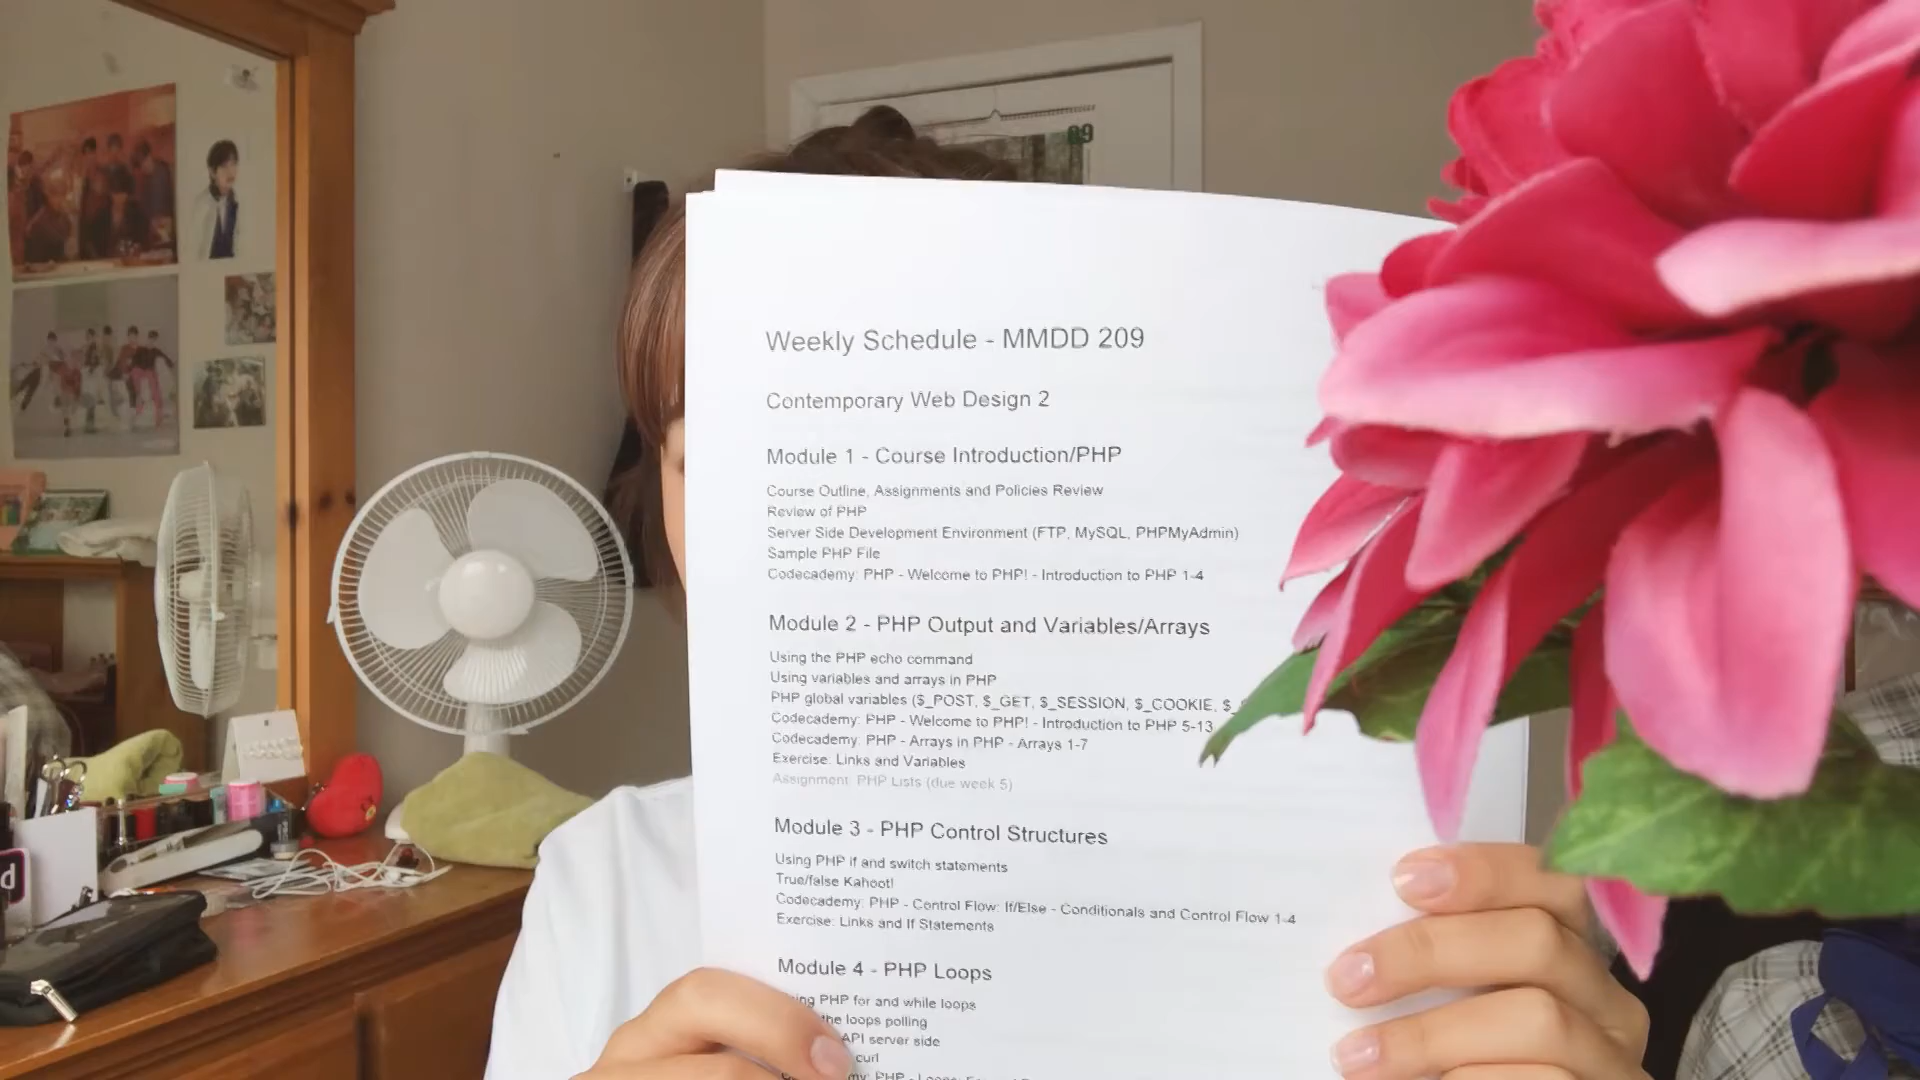 09
Weekly Schedule - MMDD 209
Contemporary Web Design 2
Module 1 - Course Introduction/PHP
Course Outline, Assignments and Policies Review
Review of PHP
Server Side Development Environment (FTP, MySQL, PHPMyAdmin)
Sample PHP File
Codecademy: PHP - Welcome to PHP! - Introduction to PHP 1-4
Module 2 - PHP Output and Variables/Arrays
Using the PHP echo command
Using variables and arrays in PHP
PHP global variables ($_POST, $_GET, $_SESSION, $_COOKIE, $_
Codecademy: PHP - Welcome to PHP! - Introduction to PHP 5-13
Codecademy: PHP - Arrays in PHP - Arrays 1-7
Exercise: Links and Variables
Assignment: PHP Lists (due week 5)
Module 3 - PHP Control Structures
Using PHP if and switch statements
True/false Kahoot!
Codecademy: PHP - Control Flow: If/Else - Conditionals and Control Flow 1-4
Exercise: Links and If Statements
Module 4 - PHP Loops
PHP for and while loops
the loops polling
API server side
curl
PHP - Loops:
d